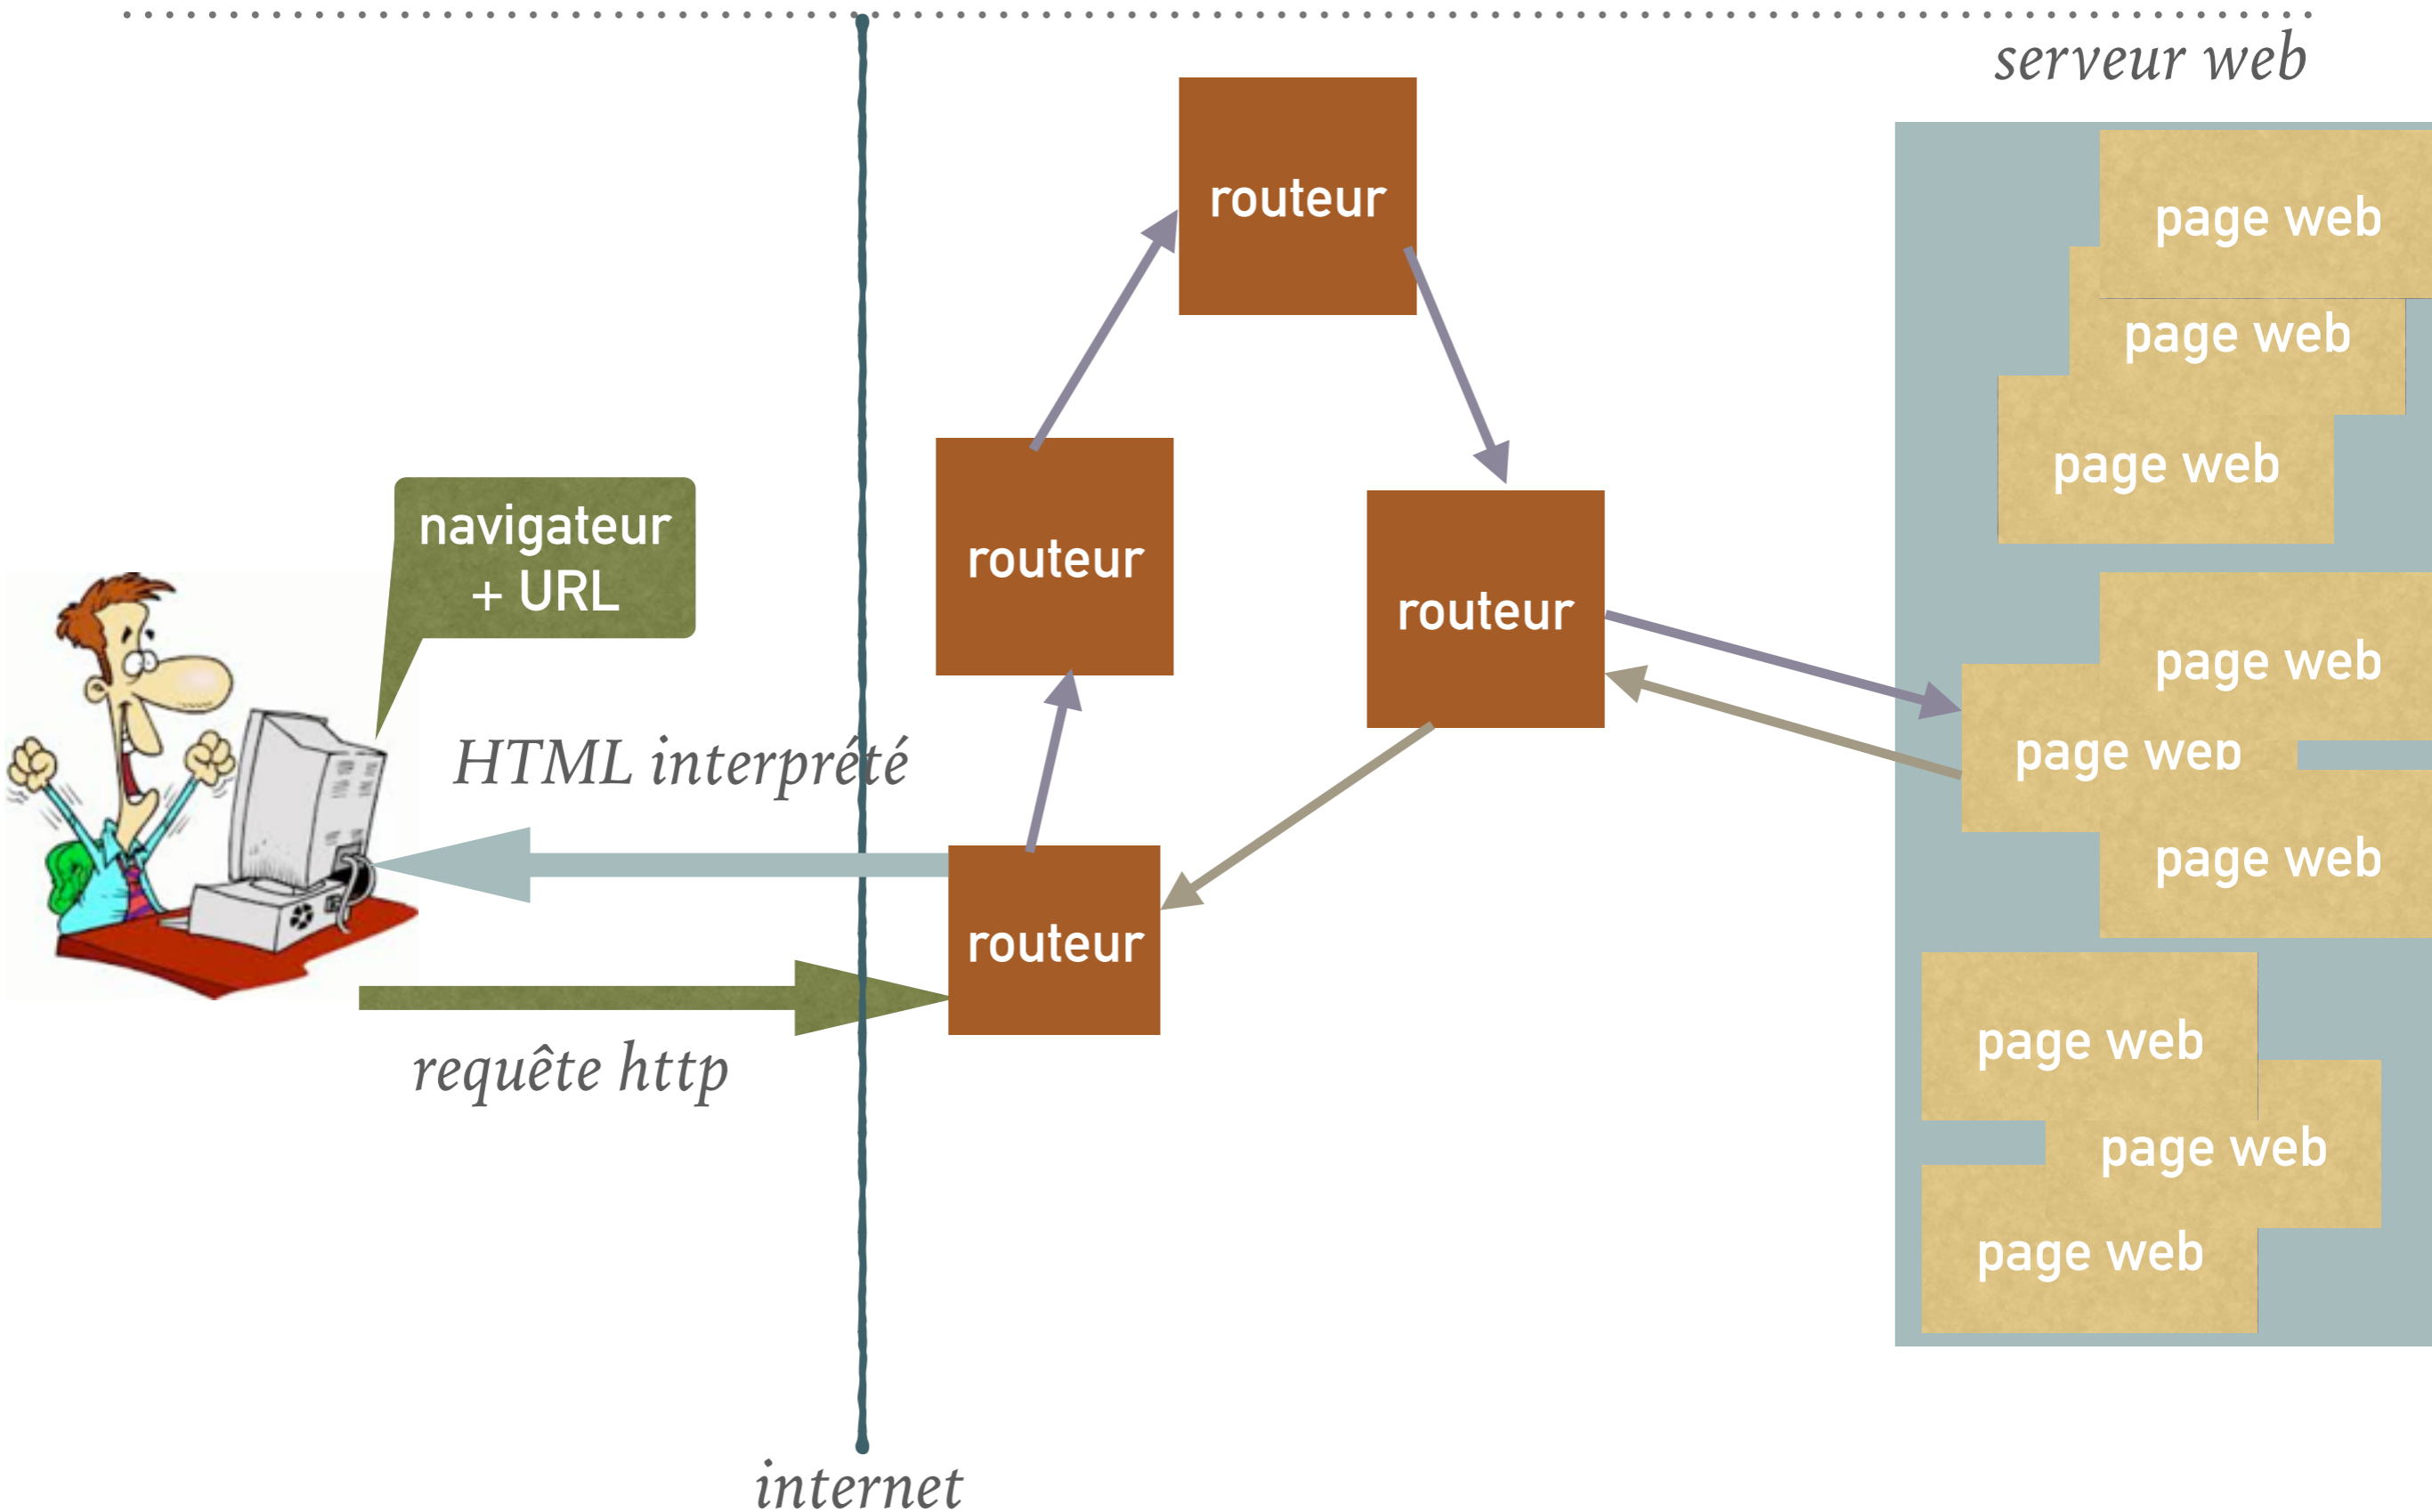 serveur web
routeur
page web
page web
page web
navigateur
+ URL
routeur
routeur
page web
HTML interprété
page web
page web
routeur
page web
requête http
page web
page web
internet